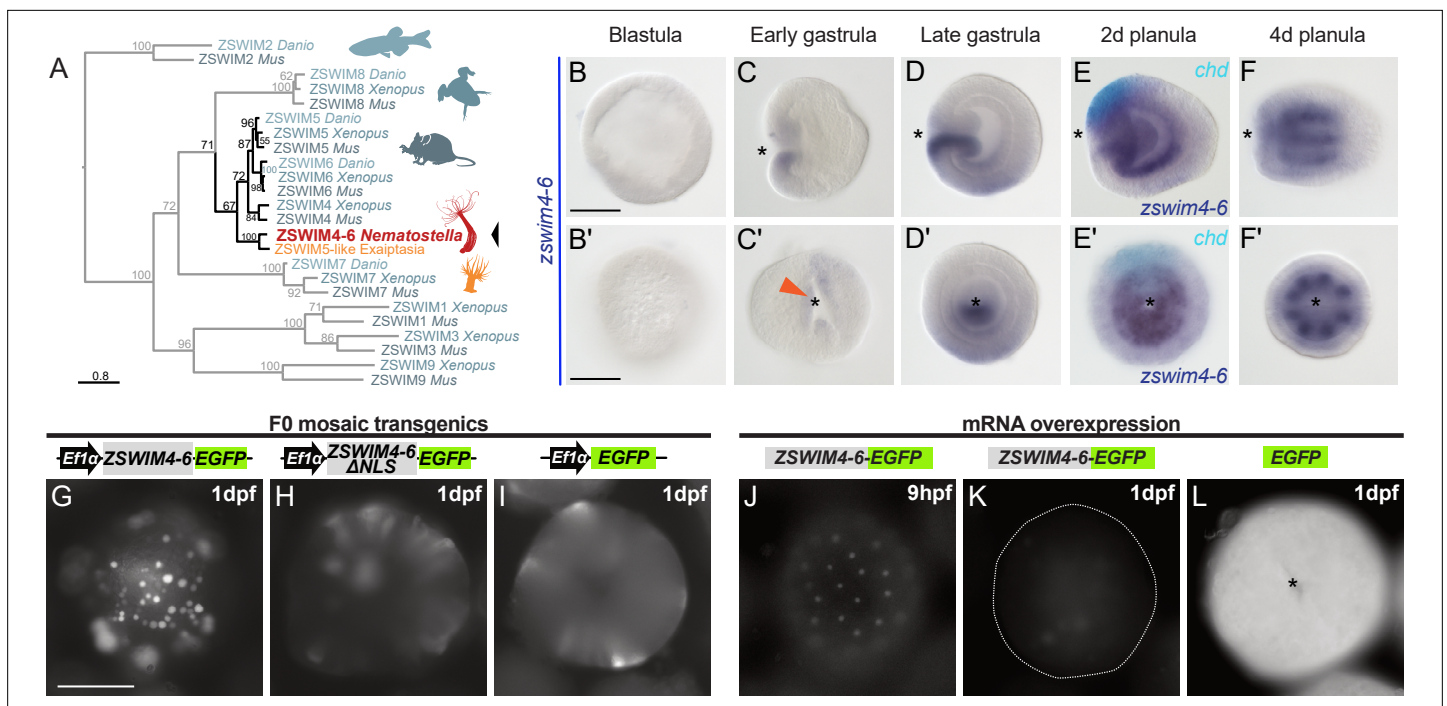 A
100
ZSWIM2 Danio
ZSWIM2 Mus
62
ZSWIM8 Danio
ZSWIM8 Xenopus
100
ZSWIM8 Mus
96
ZSWIM5 Danio
ZSWIM5 Xenopus
55
ZSWIM5 Mus
71
87
ZSWIM6 Danio
100
ZSWIM6 Xenopus
72
98
ZSWIM6 Mus
72
67
ZSWIM4 Xenopus
84
ZSWIM4 Mus
ZSWIM4-6 Nematostella
100
ZSWIM5-like Exaiptasia
ZSWIM7 Danio
100
ZSWIM7 Xenopus
100
92
ZSWIM7 Mus
71
ZSWIM1 Xenopus
100
ZSWIM1 Mus
86
ZSWIM3 Xenopus
96
ZSWIM3 Mus
100
ZSWIM9 Xenopus
ZSWIM9 Mus
0.8
Blastula
Early gastrula
Late gastrula
2d planula
4d planula
zswim4-6
B
C
*
D
*
E
chd
*
zswim4-6
F
*
B'
C'
*
D'
*
E'
chd
*
zswim4-6
F'
*
F0 mosaic transgenics
Ef1α ZSWIM4-6 EGFP
Ef1α ZSWIM4-6 ΔNLS EGFP
Ef1α EGFP
G
1dpf
H
1dpf
I
1dpf
mRNA overexpression
ZSWIM4-6-EGFP
ZSWIM4-6-EGFP
EGFP
J
9hpf
K
1dpf
L
1dpf
*